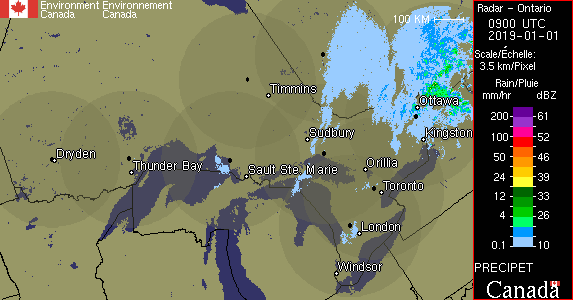 Environment Environnement
Canada Canada
100 KM
Timmins
Ottawa
Sudbury
Kingston
Dryden
Thunder Bay
Sault Ste. Marie
Orillia
Toronto
London
Windsor
Radar - Ontario
0900 UTC
2019-01-01
Scale/Échelle:
3.5 km/Pixel
Rain/Pluie
mm/hr dBZ
200 61
100 52
50 46
24 39
12 33
4 26
0.1 10
PRECIPET
Canada